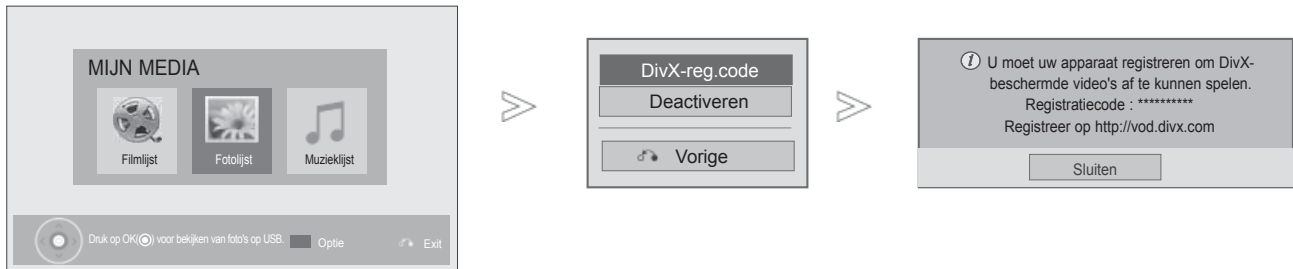 MIJN MEDIA
Filmlijst
Fotolijst
Muzieklijst
Druk op OK(◉) voor bekijken van foto's op USB.
Optie
Exit
DivX-reg.code
Deactiveren
Vorige
U moet uw apparaat registreren om DivX-
beschermde video's af te kunnen spelen.
Registratiecode : **********
Registreer op http://vod.divx.com
Sluiten